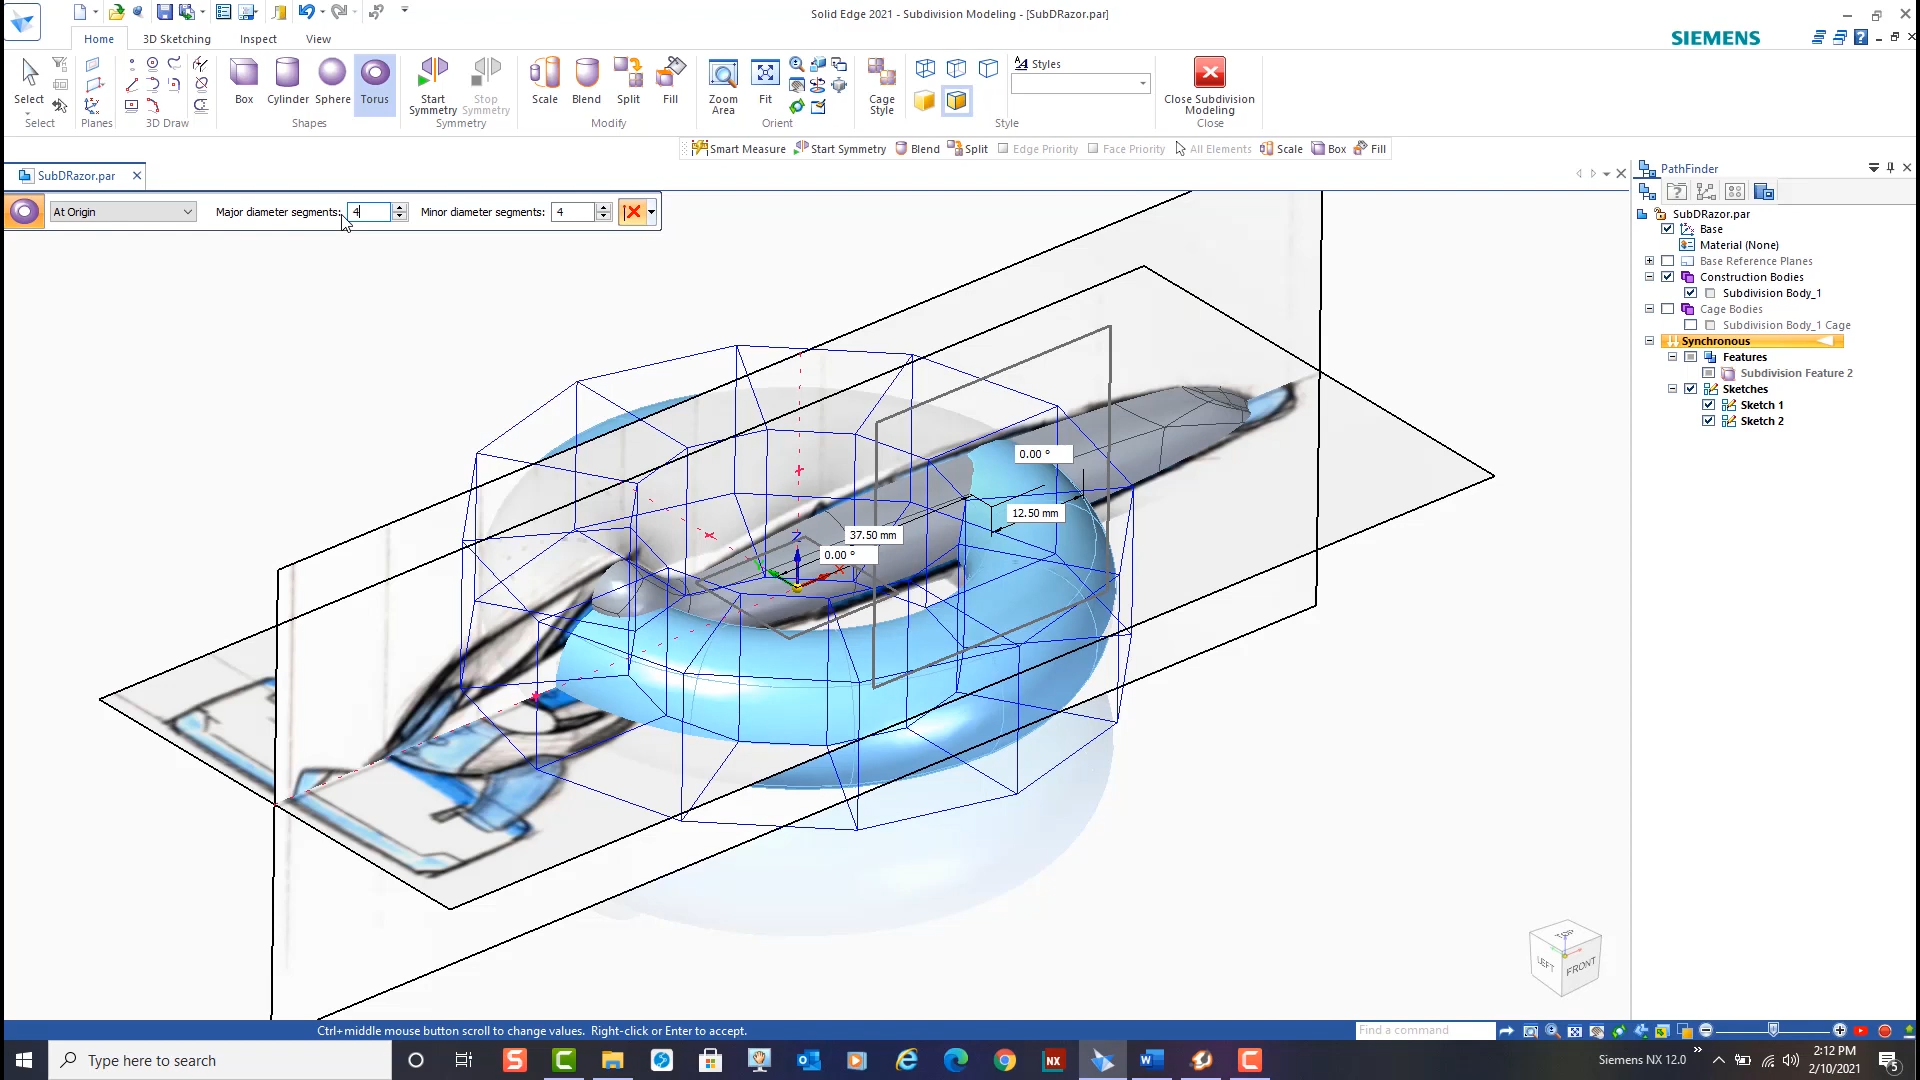 Solid Edge 2021 - Subdivision Modeling - [SubDRazor.par]
Home 3D Sketching Inspect View
SIEMENS
Select Box Cylinder Sphere Torus Start Symmetry Stop Symmetry Scale Blend Split Fill Zoom Area Fit Cage Style Styles Close Subdivision Modeling
Select Planes 3D Draw Shapes Symmetry Modify Orient Style Close
Smart Measure Start Symmetry Blend Split Edge Priority Face Priority All Elements Scale Box Fill
SubDRazor.par
At Origin Major diameter segments: 4 Minor diameter segments: 4
PathFinder
SubDRazor.par
Base
Material (None)
Base Reference Planes
Construction Bodies
Subdivision Body_1
Cage Bodies
Subdivision Body_1 Cage
Synchronous
Features
Subdivision Feature 2
Sketches
Sketch 1
Sketch 2
0.00 °
12.50 mm
37.50 mm
0.00 °
Z
X
TOP
LEFT
FRONT
Ctrl+middle mouse button scroll to change values. Right-click or Enter to accept.
Find a command
Type here to search
NX
Siemens NX 12.0
2:12 PM
2/10/2021
5